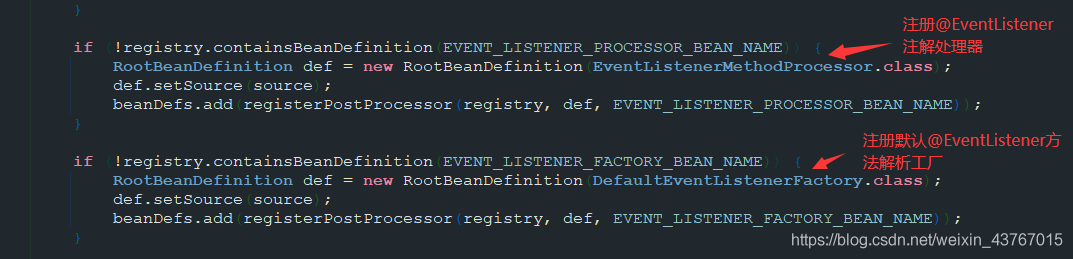 }
if (!registry.containsBeanDefinition(EVENT_LISTENER_PROCESSOR_BEAN_NAME)) {
注册@EventListener
注解处理器
RootBeanDefinition def = new RootBeanDefinition(EventListenerMethodProcessor.class);
def.setSource(source);
beanDefs.add(registerPostProcessor(registry, def, EVENT_LISTENER_PROCESSOR_BEAN_NAME));
}
if (!registry.containsBeanDefinition(EVENT_LISTENER_FACTORY_BEAN_NAME)) {
注册默认@EventListener方
法解析工厂
RootBeanDefinition def = new RootBeanDefinition(DefaultEventListenerFactory.class);
def.setSource(source);
beanDefs.add(registerPostProcessor(registry, def, EVENT_LISTENER_FACTORY_BEAN_NAME));
}
https://blog.csdn.net/weixin_43767015